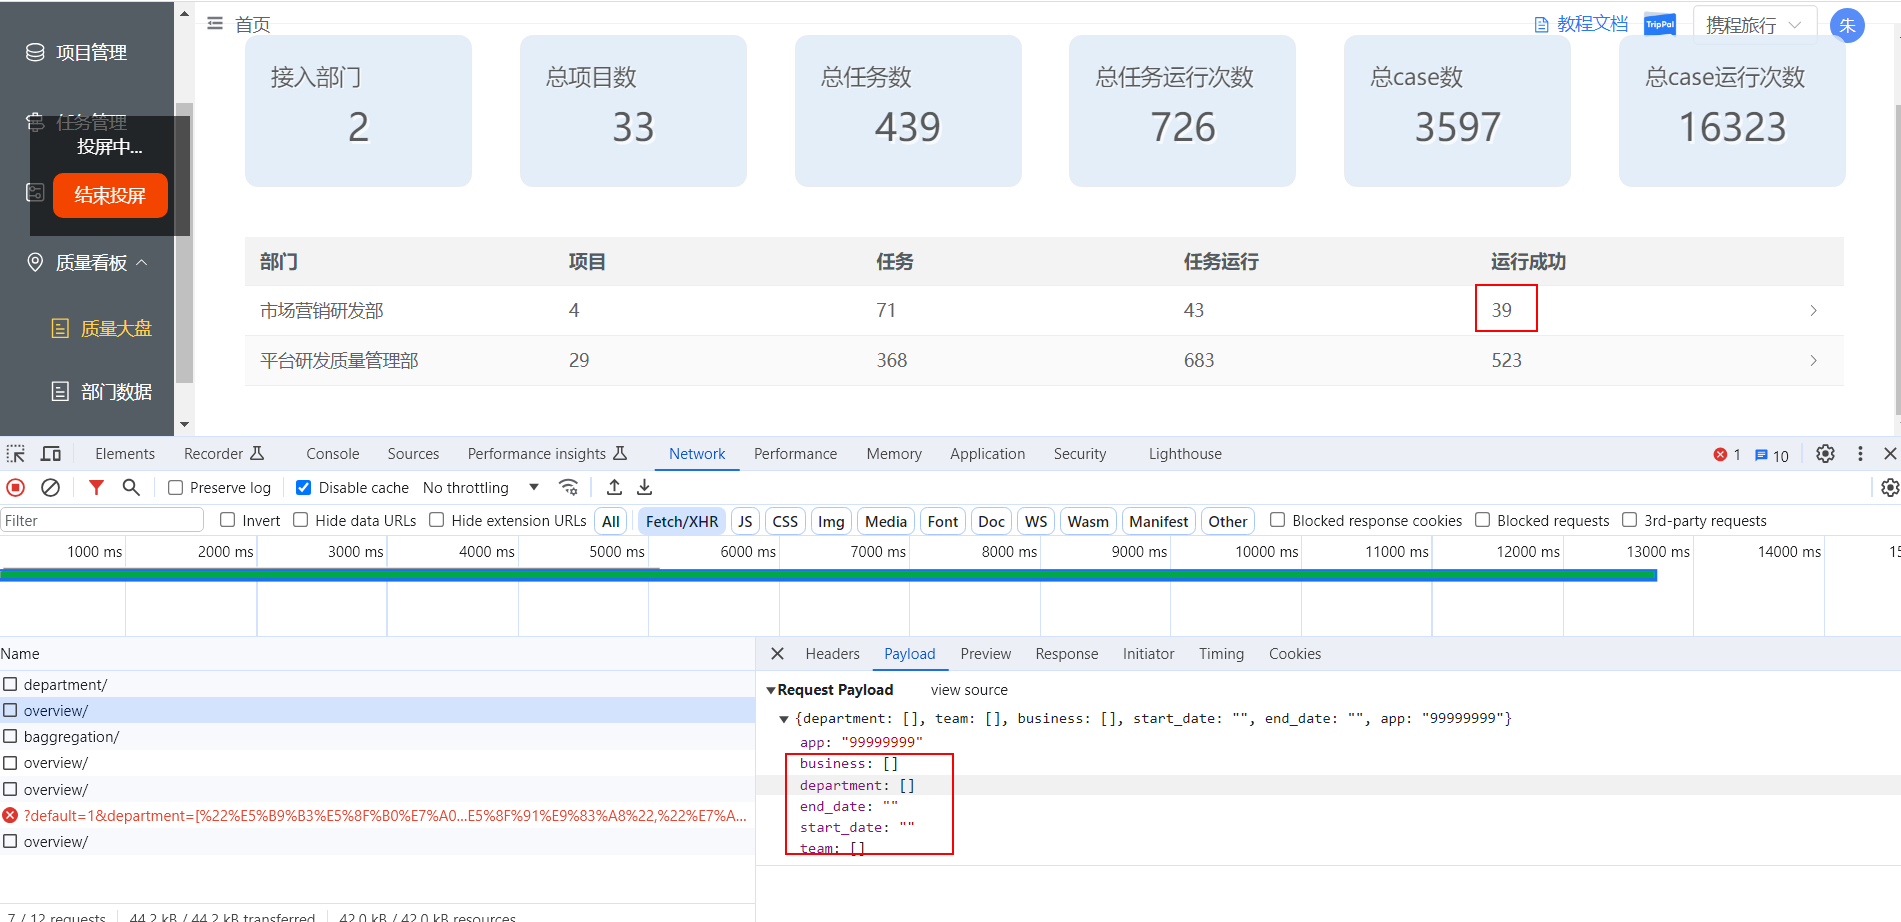 首页
教程文档
TripPal
携程旅行
朱
项目管理
任务管理
投屏中...
结束投屏
质量看板
质量大盘
部门数据
接入部门
2
总项目数
33
总任务数
439
总任务运行次数
726
总case数
3597
总case运行次数
16323
部门 项目 任务 任务运行 运行成功
市场营销研发部 4 71 43 39
平台研发质量管理部 29 368 683 523
Elements Recorder Console Sources Performance insights Network Performance Memory Application Security Lighthouse 1 10
Preserve log Disable cache No throttling
Filter Invert Hide data URLs Hide extension URLs All Fetch/XHR JS CSS Img Media Font Doc WS Wasm Manifest Other Blocked response cookies Blocked requests 3rd-party requests
1000 ms 2000 ms 3000 ms 4000 ms 5000 ms 6000 ms 7000 ms 8000 ms 9000 ms 10000 ms 11000 ms 12000 ms 13000 ms 14000 ms 15
Name
department/
overview/
baggregation/
overview/
overview/
?default=1&department=[%22%E5%B9%B3%E5%8F%B0%E7%A0...E5%8F%91%E9%83%A8%22,%22%E7%A...
overview/
7 / 12 requests 44.2 kB / 44.2 kB transferred 42.0 kB / 42.0 kB resources
Headers Payload Preview Response Initiator Timing Cookies
Request Payload view source
{department: [], team: [], business: [], start_date: "", end_date: "", app: "99999999"}
app: "99999999"
business: []
department: []
end_date: ""
start_date: ""
team: []